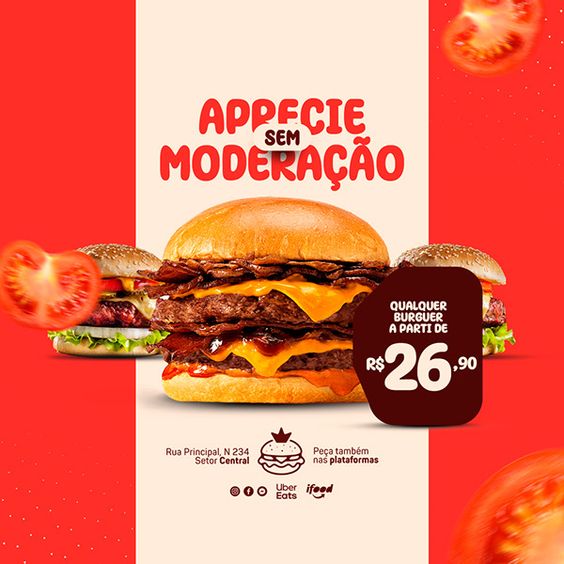 APRECIE
SEM
MODERAÇÃO
QUALQUER
BURGUER
A PARTI DE
R$26,90
Rua Principal, N 234
Setor Central
Peça também
nas plataformas
Uber
Eats
ifood